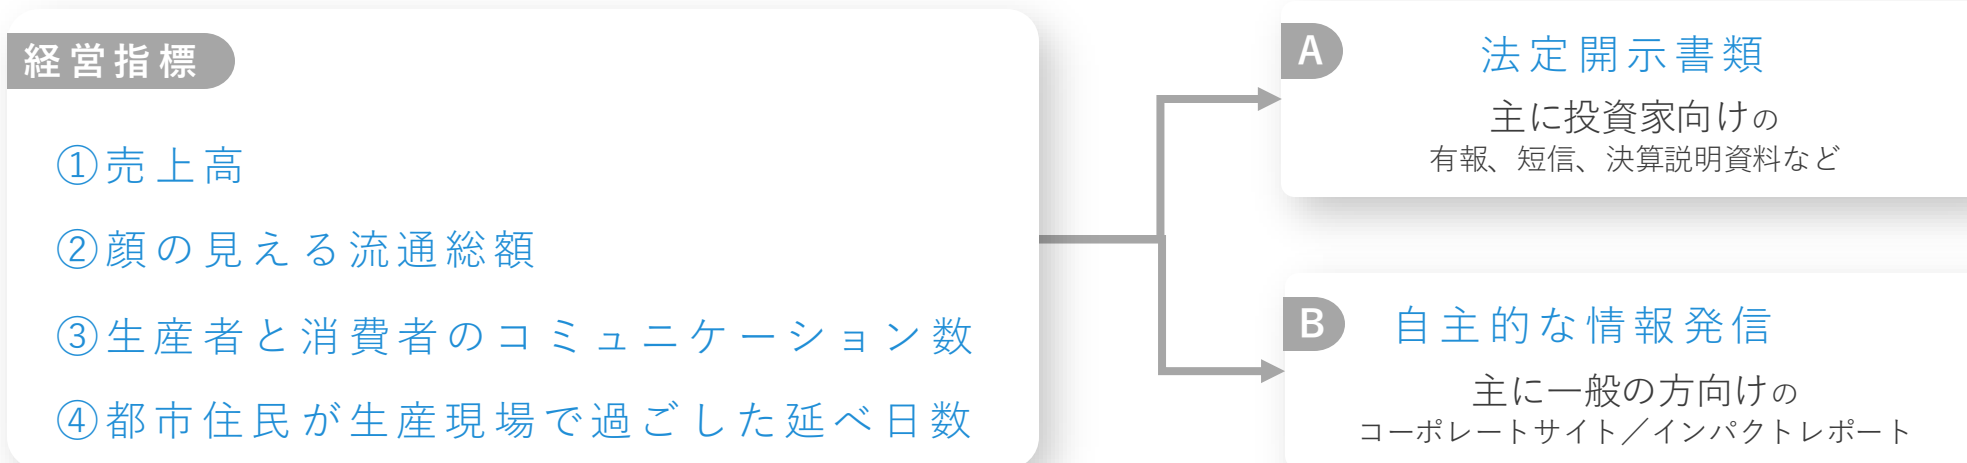 経営指標
①売上高
②顔の見える流通総額
③生産者と消費者のコミュニケーション数
④都市住民が生産現場で過ごした延べ日数
A
法定開示書類
主に投資家向けの
有報、短信、決算説明資料など
B
自主的な情報発信
主に一般の方向けの
コーポレートサイト／インパクトレポート